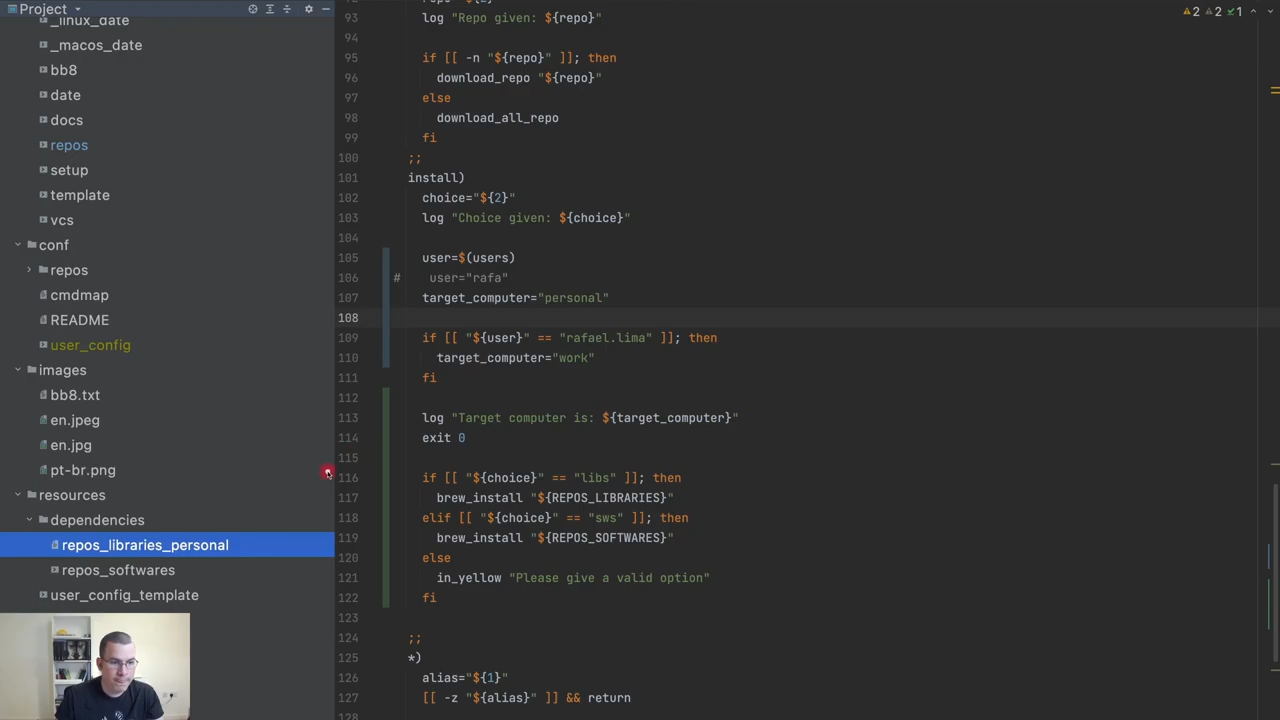 Project
_linux_date
_macos_date
bb8
date
docs
repos
setup
template
vcs
conf
repos
cmdmap
README
user_config
images
bb8.txt
en.jpeg
en.jpg
pt-br.png
resources
dependencies
repos_libraries_personal
repos_softwares
user_config_template
2 2 1
93 log "Repo given: ${repo}"
94
95 if [[ -n "${repo}" ]]; then
96 download_repo "${repo}"
97 else
98 download_all_repo
99 fi
100 ;;
101 install)
102 choice="${2}"
103 log "Choice given: ${choice}"
104
105 user=$(users)
106 # user="rafa"
107 target_computer="personal"
108
109 if [[ "${user}" == "rafael.lima" ]]; then
110 target_computer="work"
111 fi
112
113 log "Target computer is: ${target_computer}"
114 exit 0
115
116 if [[ "${choice}" == "libs" ]]; then
117 brew_install "${REPOS_LIBRARIES}"
118 elif [[ "${choice}" == "sws" ]]; then
119 brew_install "${REPOS_SOFTWARES}"
120 else
121 in_yellow "Please give a valid option"
122 fi
123
124 ;;
125 *)
126 alias="${1}"
127 [[ -z "${alias}" ]] && return
128